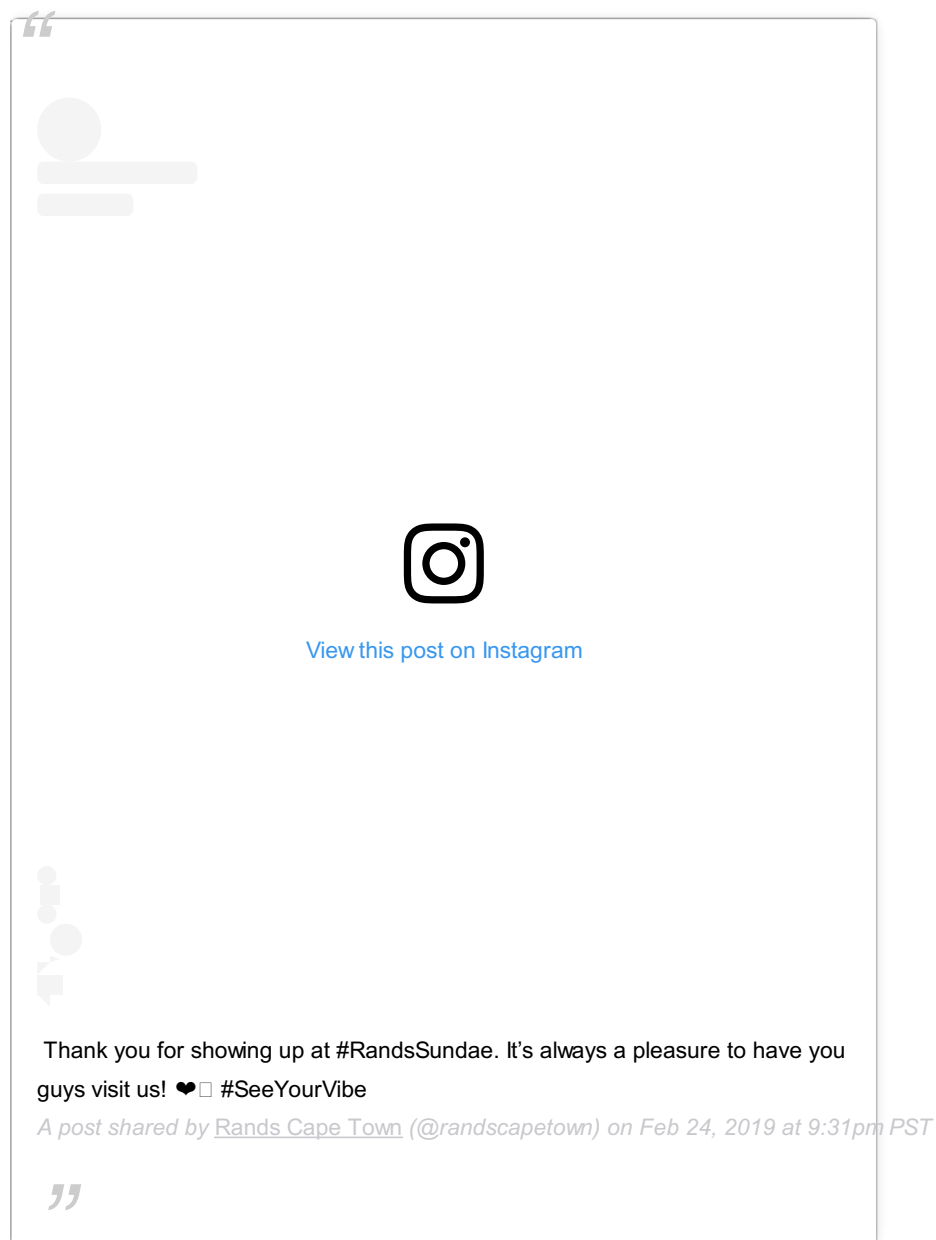 “
View this post on Instagram
Thank you for showing up at #RandsSundae. It’s always a pleasure to have you
guys visit us! ❤□ #SeeYourVibe
A post shared by Rands Cape Town (@randscapetown) on Feb 24, 2019 at 9:31pm PST
”